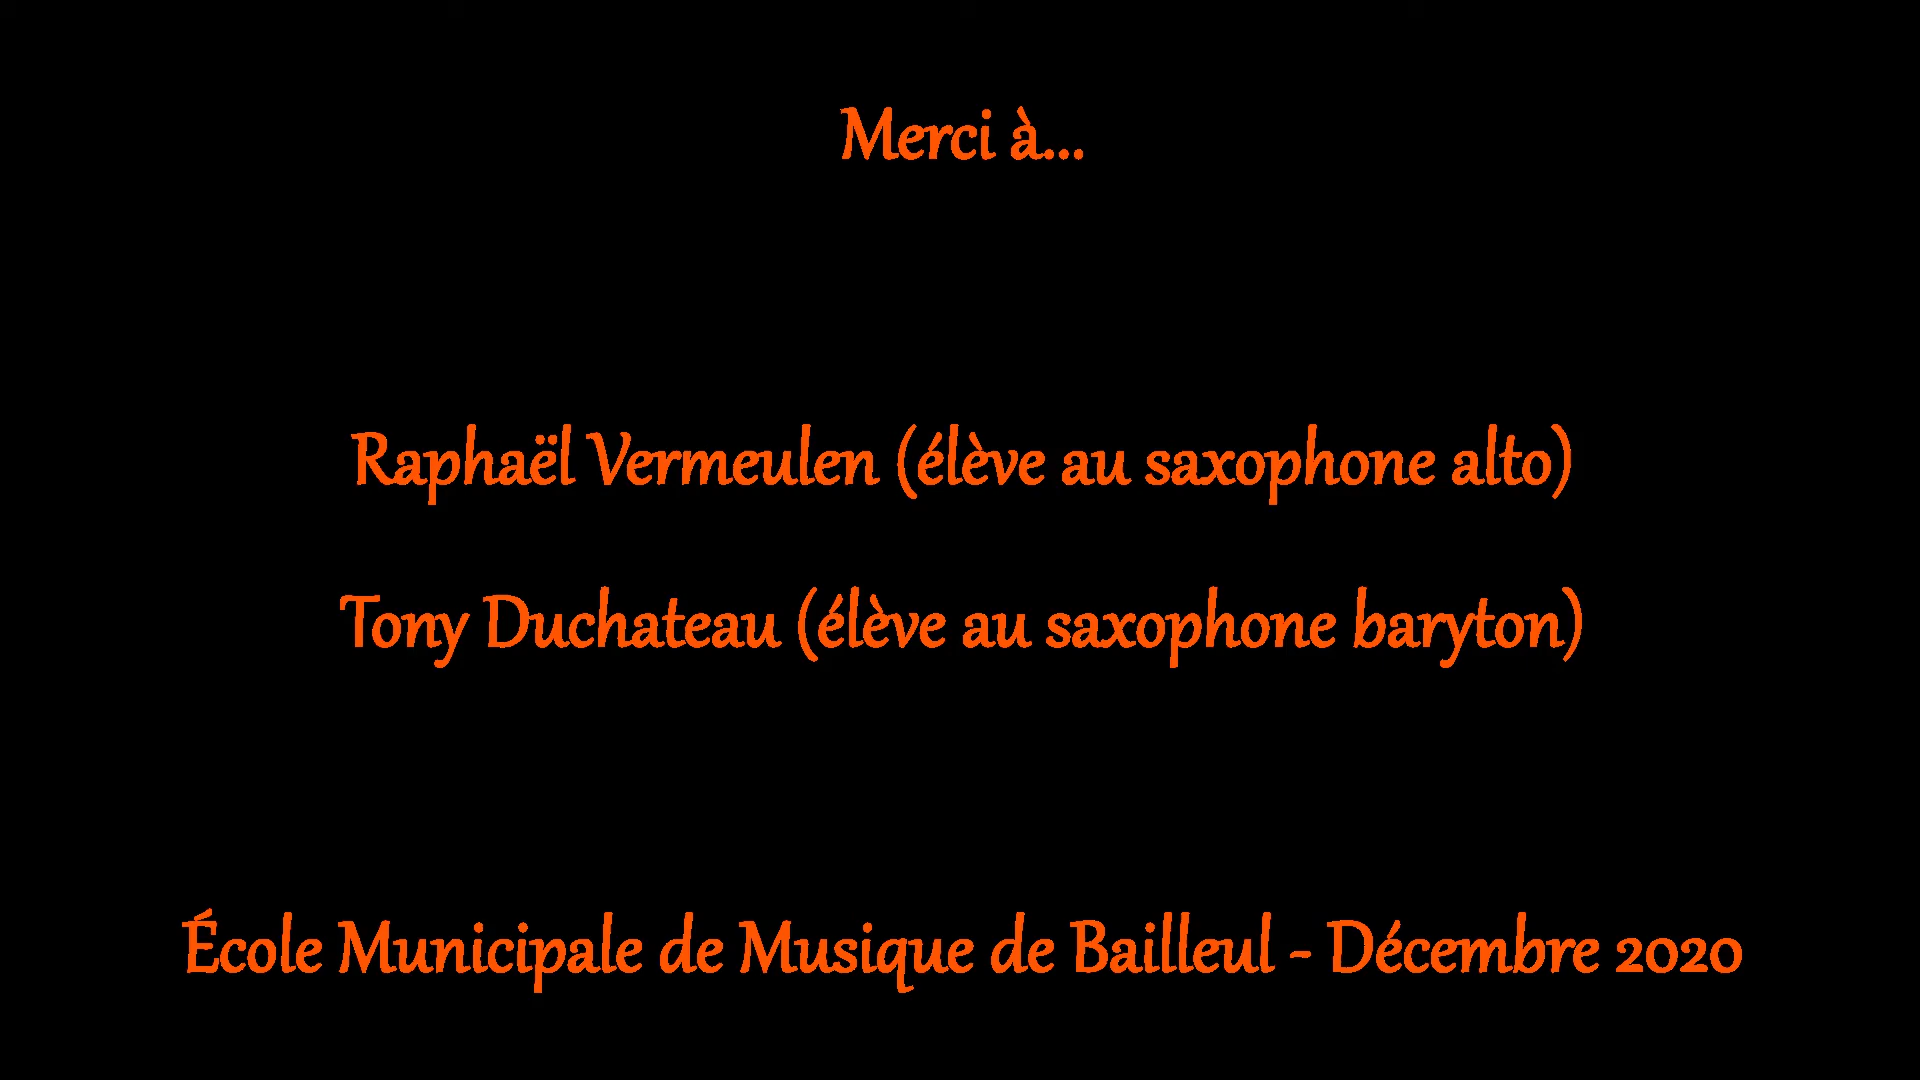 Merci à...
Raphaël Vermeulen (élève au saxophone alto)
Tony Duchateau (élève au saxophone baryton)
École Municipale de Musique de Bailleul - Décembre 2020